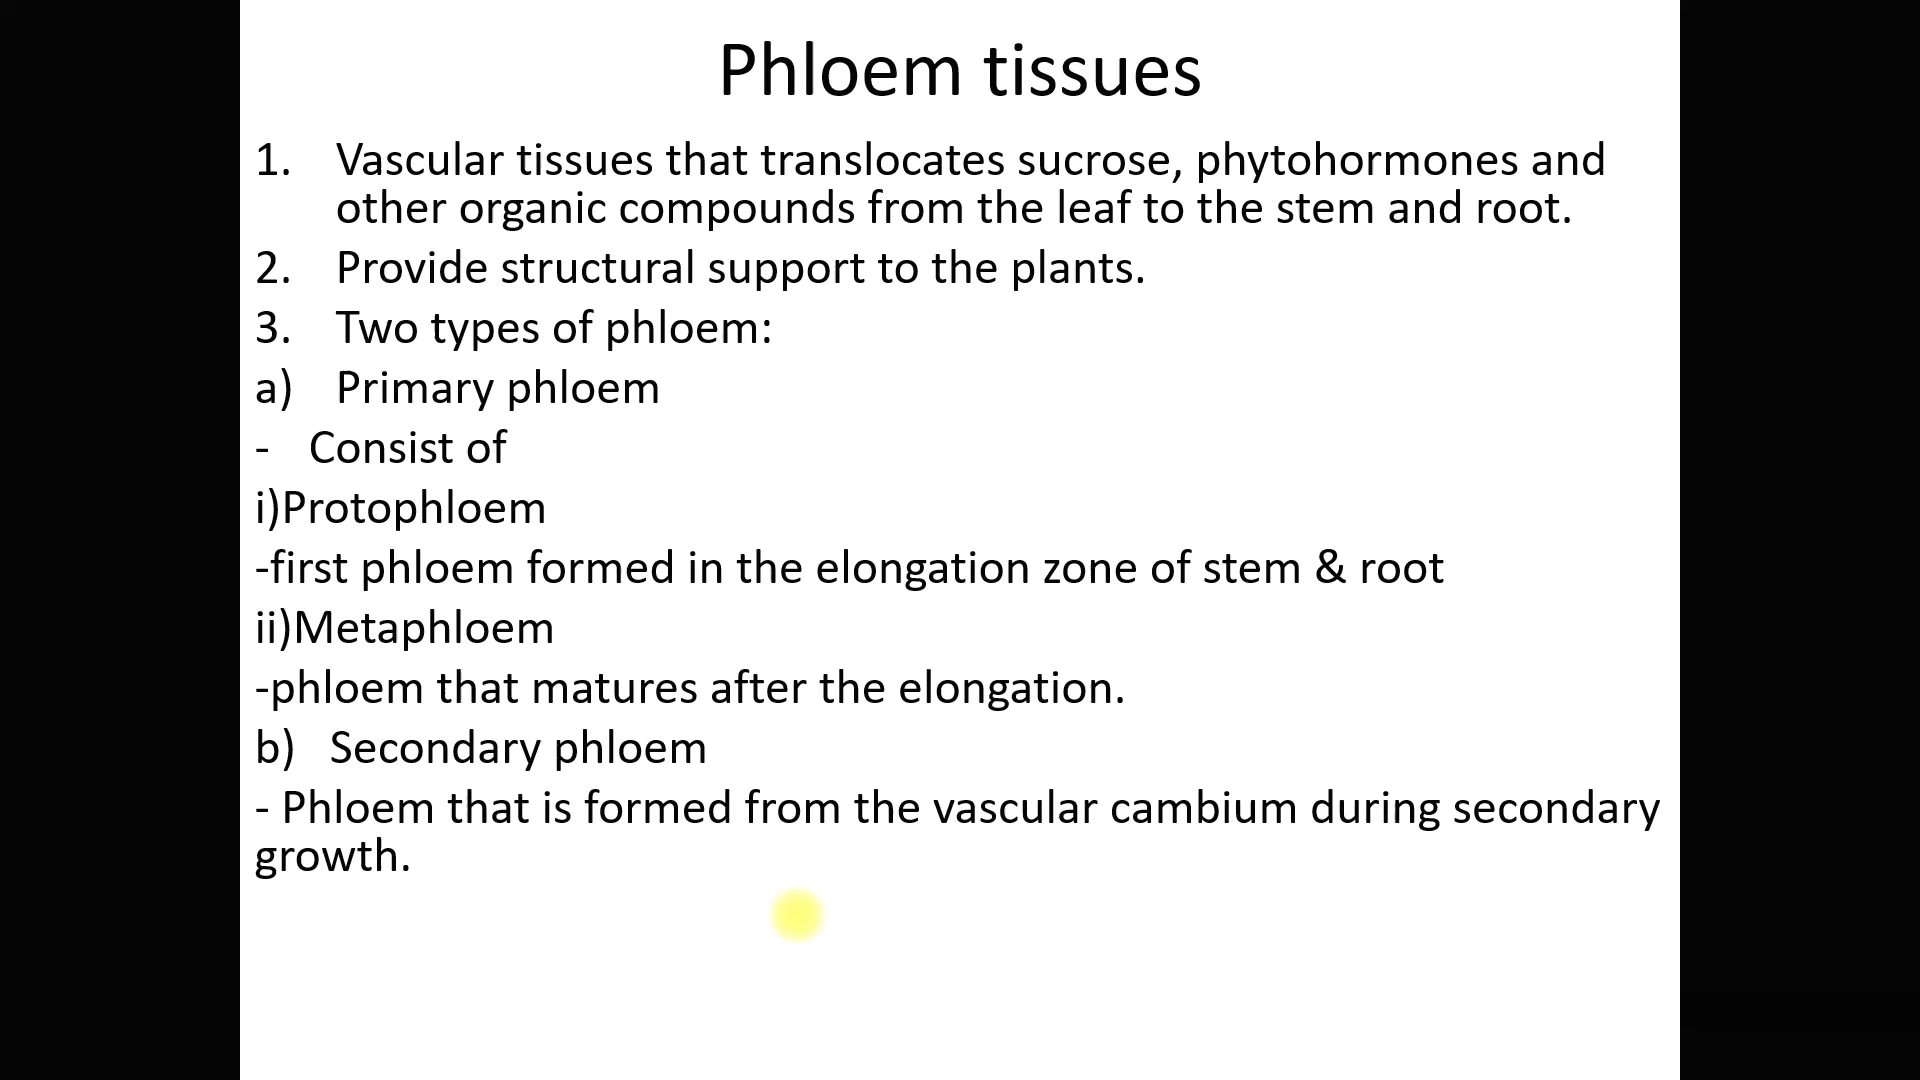 Phloem tissues
1. Vascular tissues that translocates sucrose, phytohormones and
other organic compounds from the leaf to the stem and root.
2. Provide structural support to the plants.
3. Two types of phloem:
a) Primary phloem
- Consist of
i)Protophloem
-first phloem formed in the elongation zone of stem & root
ii)Metaphloem
-phloem that matures after the elongation.
b) Secondary phloem
- Phloem that is formed from the vascular cambium during secondary
growth.